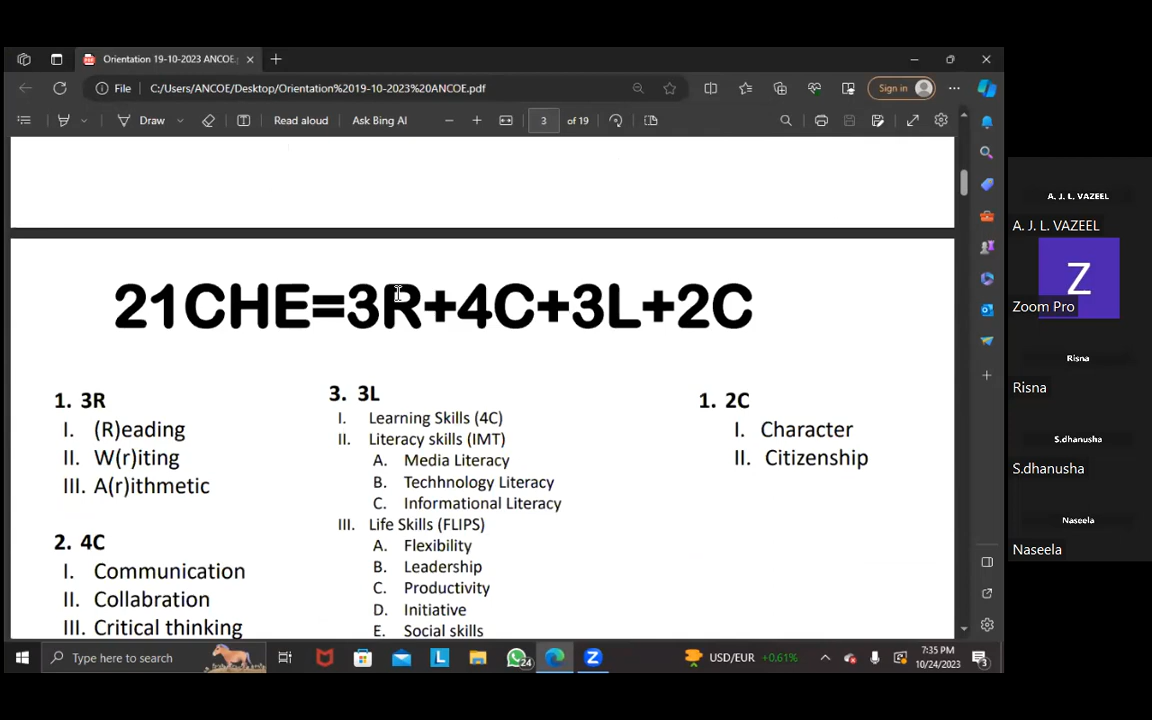 Orientation 19-10-2023 ANCOE.
File C:/Users/ANCOE/Desktop/Orientation%2019-10-2023%20ANCOE.pdf
Sign in
Draw
Read aloud
Ask Bing AI
3 of 19
21CHE=3R+4C+3L+2C
1. 3R
I. (R)eading
II. W(r)iting
III. A(r)ithmetic
2. 4C
I. Communication
II. Collabration
III. Critical thinking
3. 3L
I. Learning Skills (4C)
II. Literacy skills (IMT)
A. Media Literacy
B. Techhnology Literacy
C. Informational Literacy
III. Life Skills (FLIPS)
A. Flexibility
B. Leadership
C. Productivity
D. Initiative
E. Social skills
1. 2C
I. Character
II. Citizenship
A. J. L. VAZEEL
A. J. L. VAZEEL
Z
Zoom Pro
Risna
Risna
S.dhanusha
S.dhanusha
Naseela
Naseela
Type here to search
L
24
Z
USD/EUR +0.61%
7:35 PM
10/24/2023
3